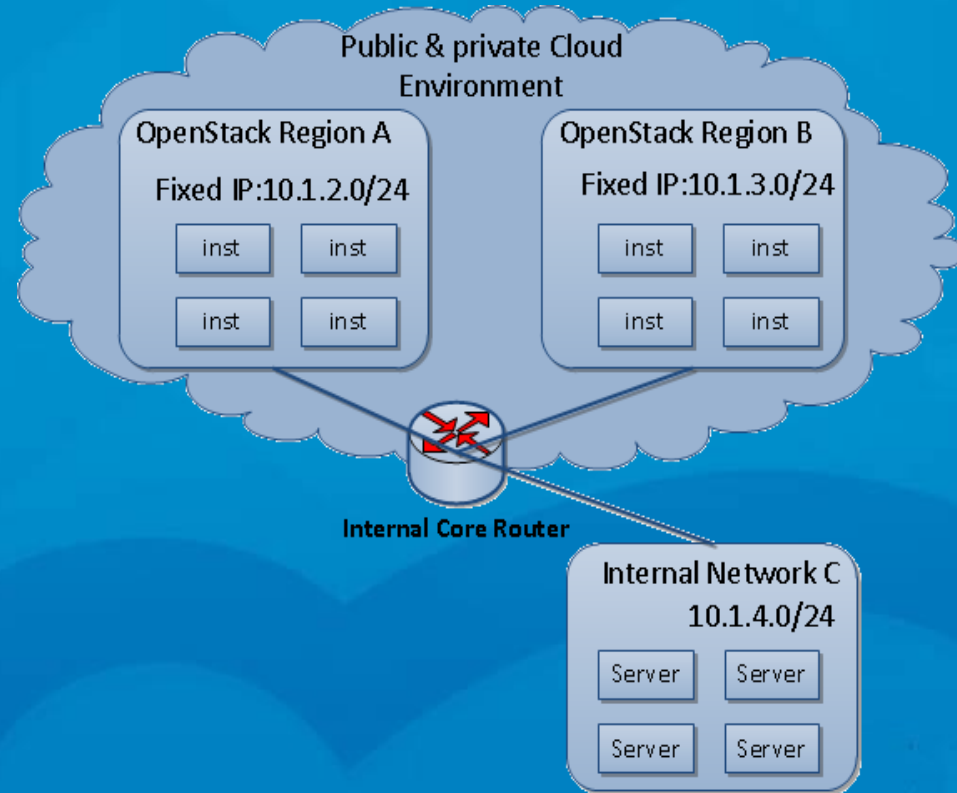 Public & private Cloud
Environment
OpenStack Region A
Fixed IP:10.1.2.0/24
inst
inst
inst
inst
OpenStack Region B
Fixed IP:10.1.3.0/24
inst
inst
inst
inst
Internal Core Router
Internal Network C
10.1.4.0/24
Server
Server
Server
Server